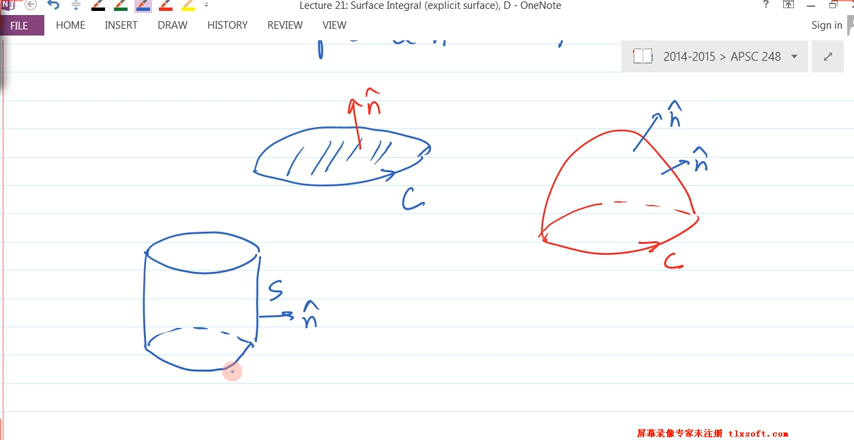 Lecture 21: Surface Integral (explicit surface), D - OneNote
FILE HOME INSERT DRAW HISTORY REVIEW VIEW Sign in
2014-2015 > APSC 248
n̂
n̂
n̂
C
C
S
n̂
屏幕录像专家未注册 tlxsoft.com